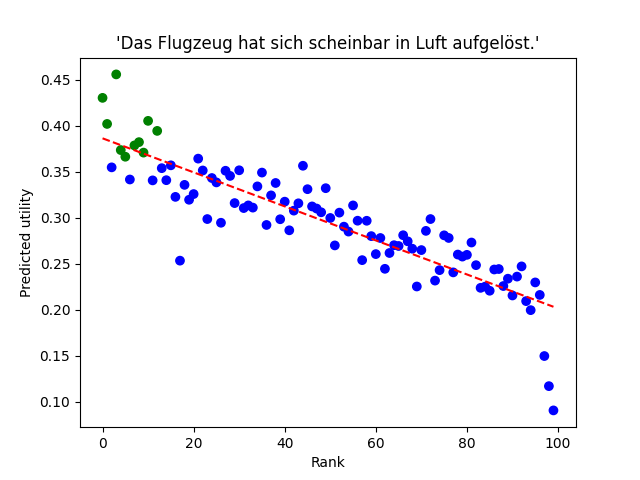 'Das Flugzeug hat sich scheinbar in Luft aufgelöst.'
Predicted utility
0.45
0.40
0.35
0.30
0.25
0.20
0.15
0.10
0 20 40 60 80 100
Rank